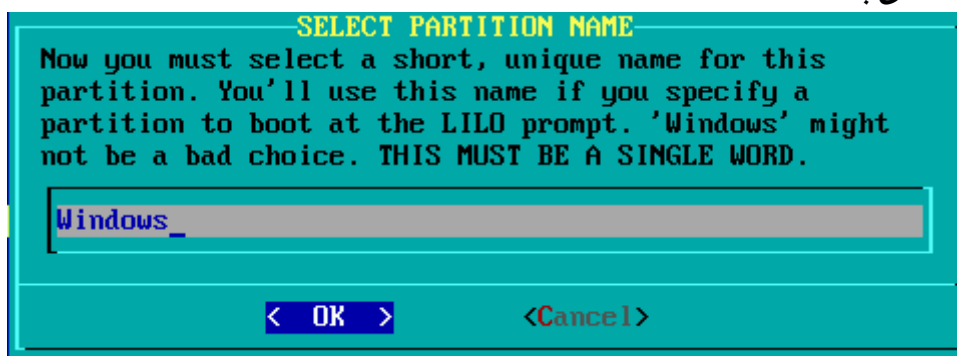 SELECT PARTITION NAME
Now you must select a short, unique name for this
partition. You'll use this name if you specify a
partition to boot at the LILO prompt. 'Windows' might
not be a bad choice. THIS MUST BE A SINGLE WORD.
Windows_
< OK > <Cancel>